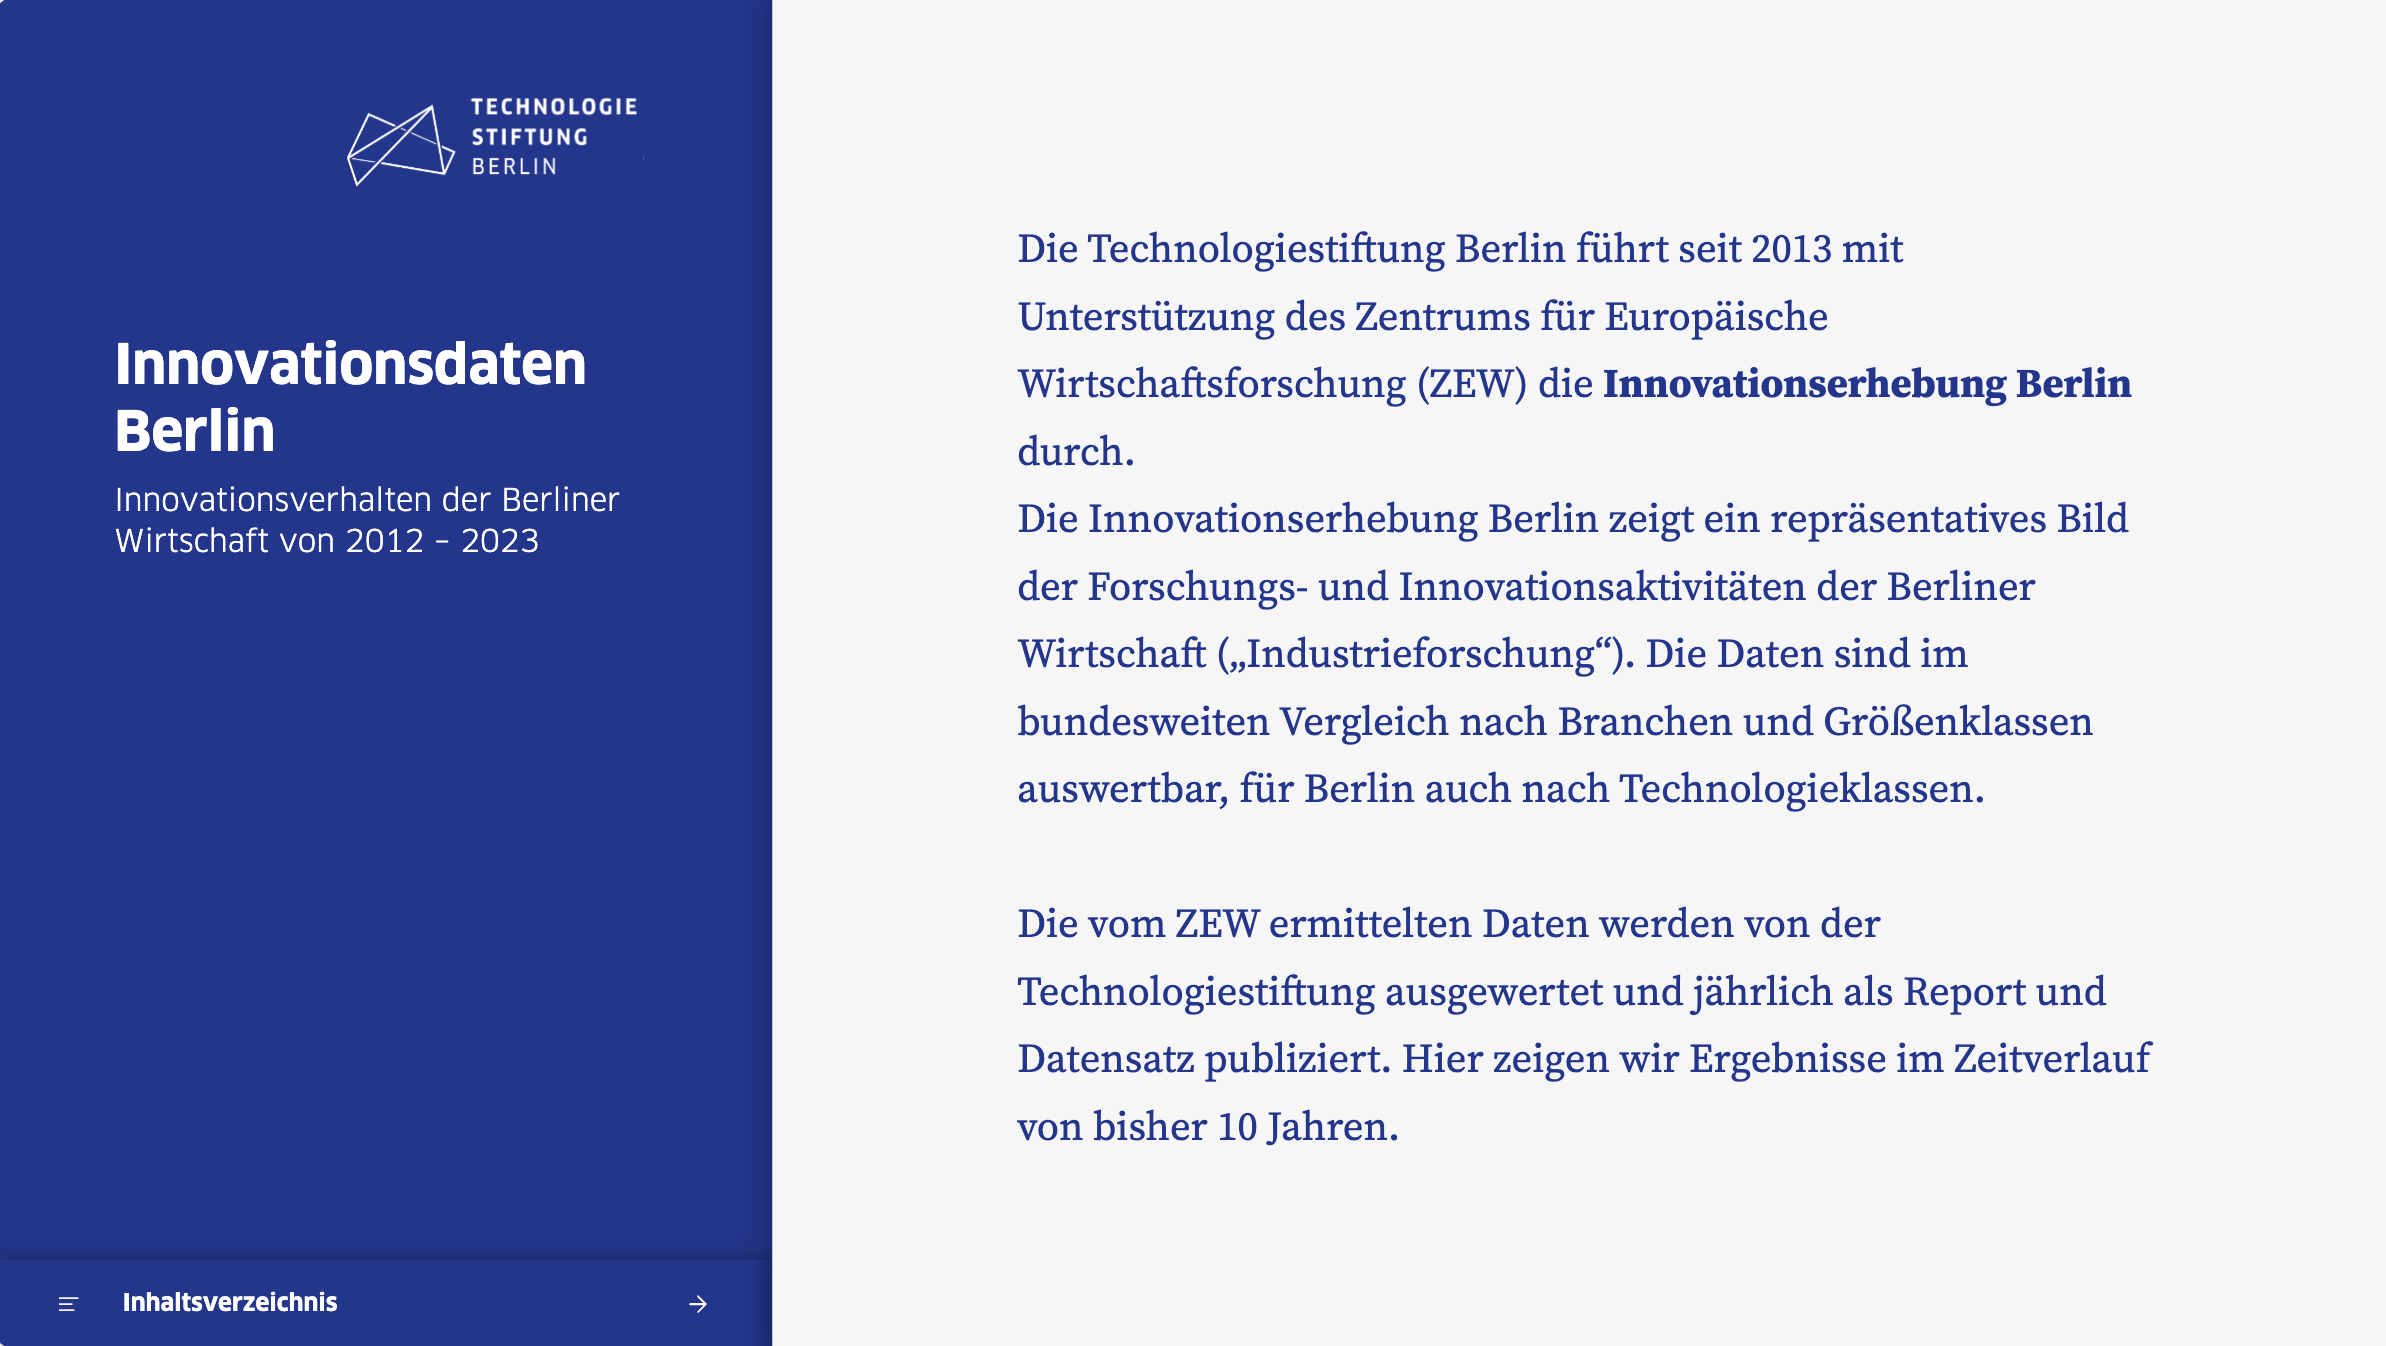 TECHNOLOGIE
STIFTUNG
BERLIN
Innovationsdaten
Berlin
Innovationsverhalten der Berliner
Wirtschaft von 2012 – 2023
Inhaltsverzeichnis
Die Technologiestiftung Berlin führt seit 2013 mit
Unterstützung des Zentrums für Europäische
Wirtschaftsforschung (ZEW) die Innovationserhebung Berlin
durch.
Die Innovationserhebung Berlin zeigt ein repräsentatives Bild
der Forschungs- und Innovationsaktivitäten der Berliner
Wirtschaft („Industrieforschung“). Die Daten sind im
bundesweiten Vergleich nach Branchen und Größenklassen
auswertbar, für Berlin auch nach Technologieklassen.
Die vom ZEW ermittelten Daten werden von der
Technologiestiftung ausgewertet und jährlich als Report und
Datensatz publiziert. Hier zeigen wir Ergebnisse im Zeitverlauf
von bisher 10 Jahren.